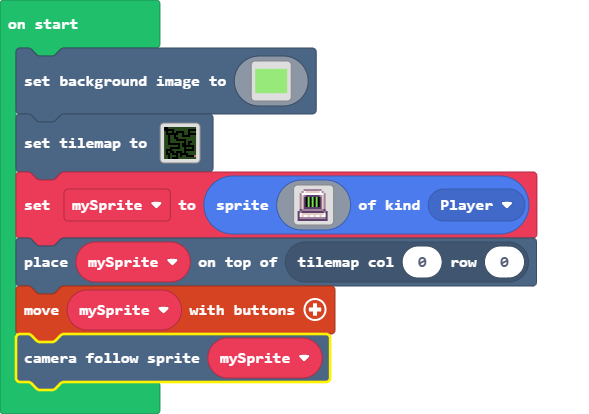 on start
set background image to
set tilemap to
set mySprite to sprite of kind Player
place mySprite on top of tilemap col 0 row 0
move mySprite with buttons
camera follow sprite mySprite